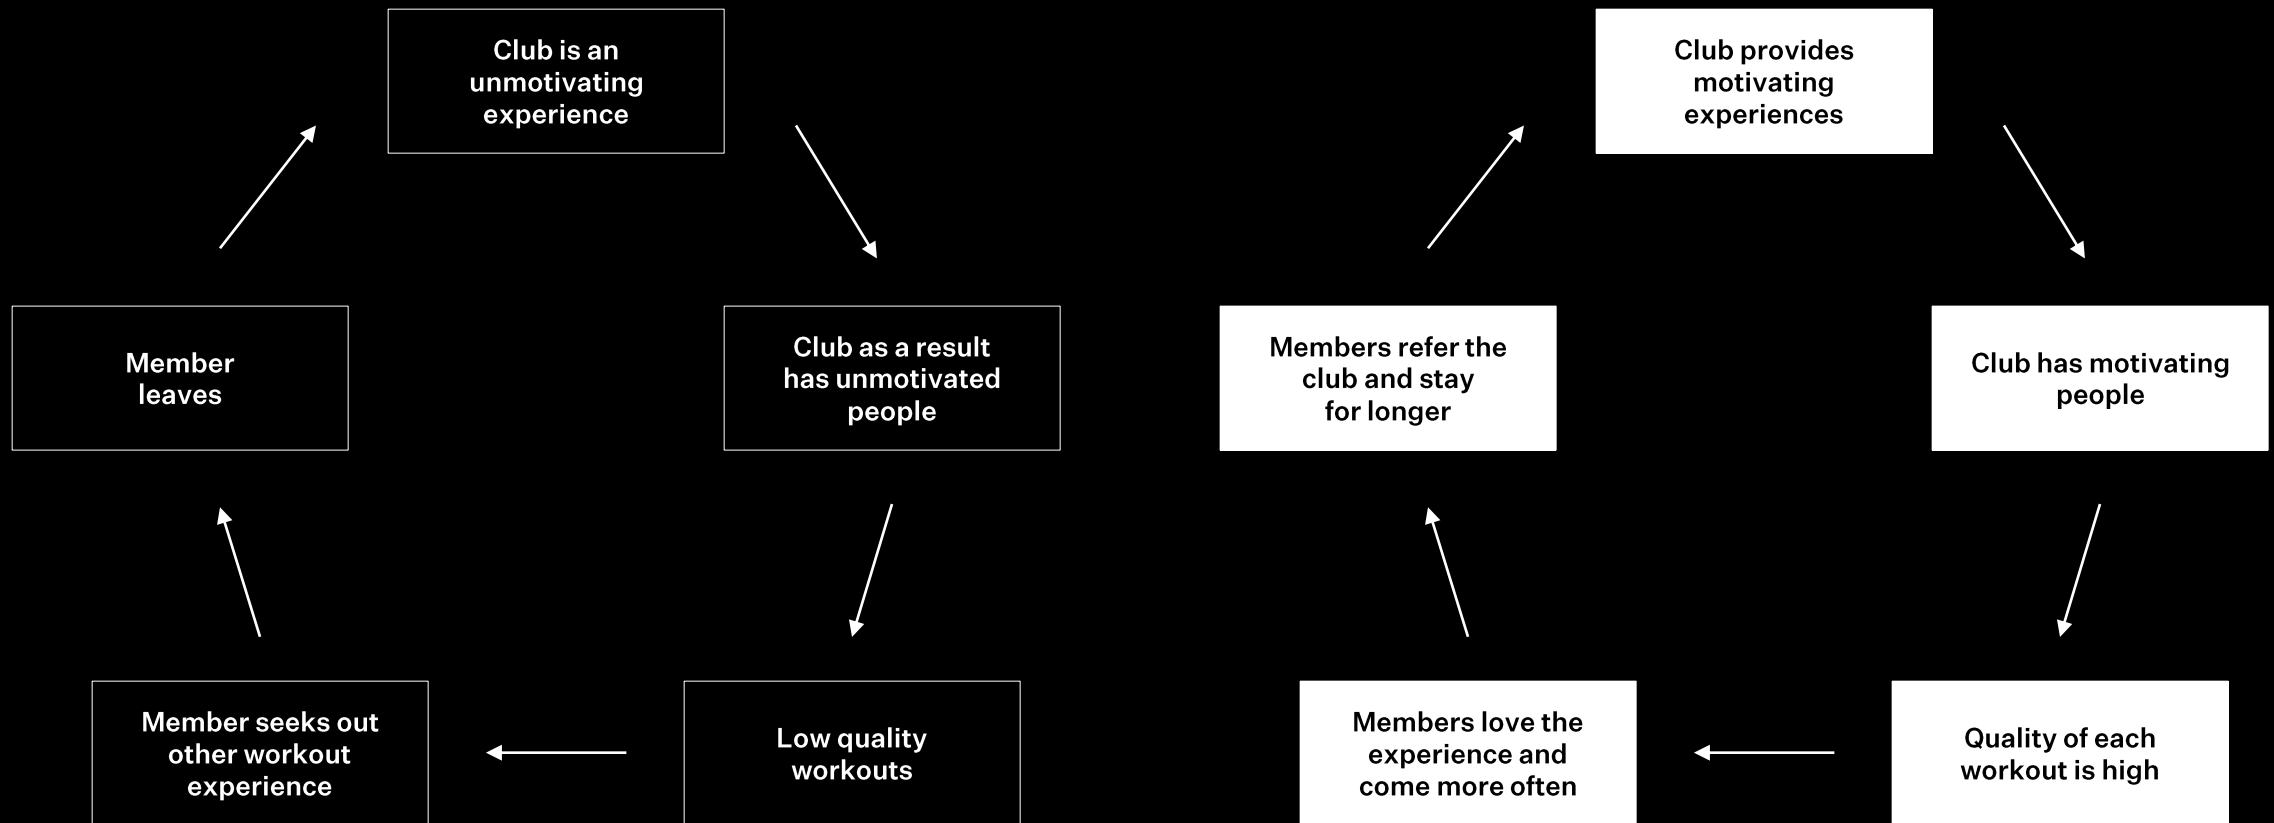 Club is an
unmotivating
experience
Club as a result
has unmotivated
people
Low quality
workouts
Member seeks out
other workout
experience
Member
leaves
Club provides
motivating
experiences
Club has motivating
people
Quality of each
workout is high
Members love the
experience and
come more often
Members refer the
club and stay
for longer